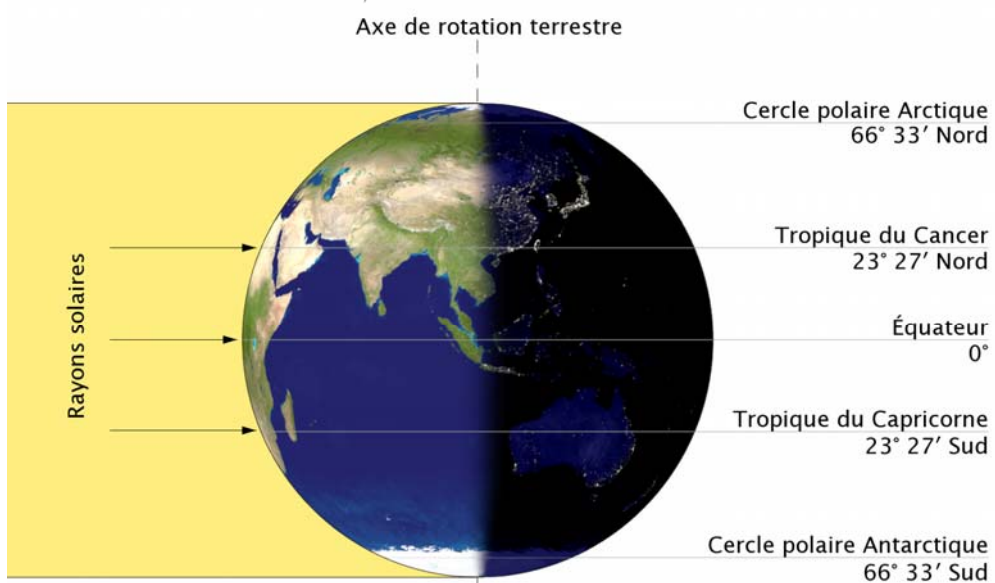 Axe de rotation terrestre
Cercle polaire Arctique
66° 33′ Nord
Tropique du Cancer
23° 27′ Nord
Rayons solaires
Équateur
0°
Tropique du Capricorne
23° 27′ Sud
Cercle polaire Antarctique
66° 33′ Sud